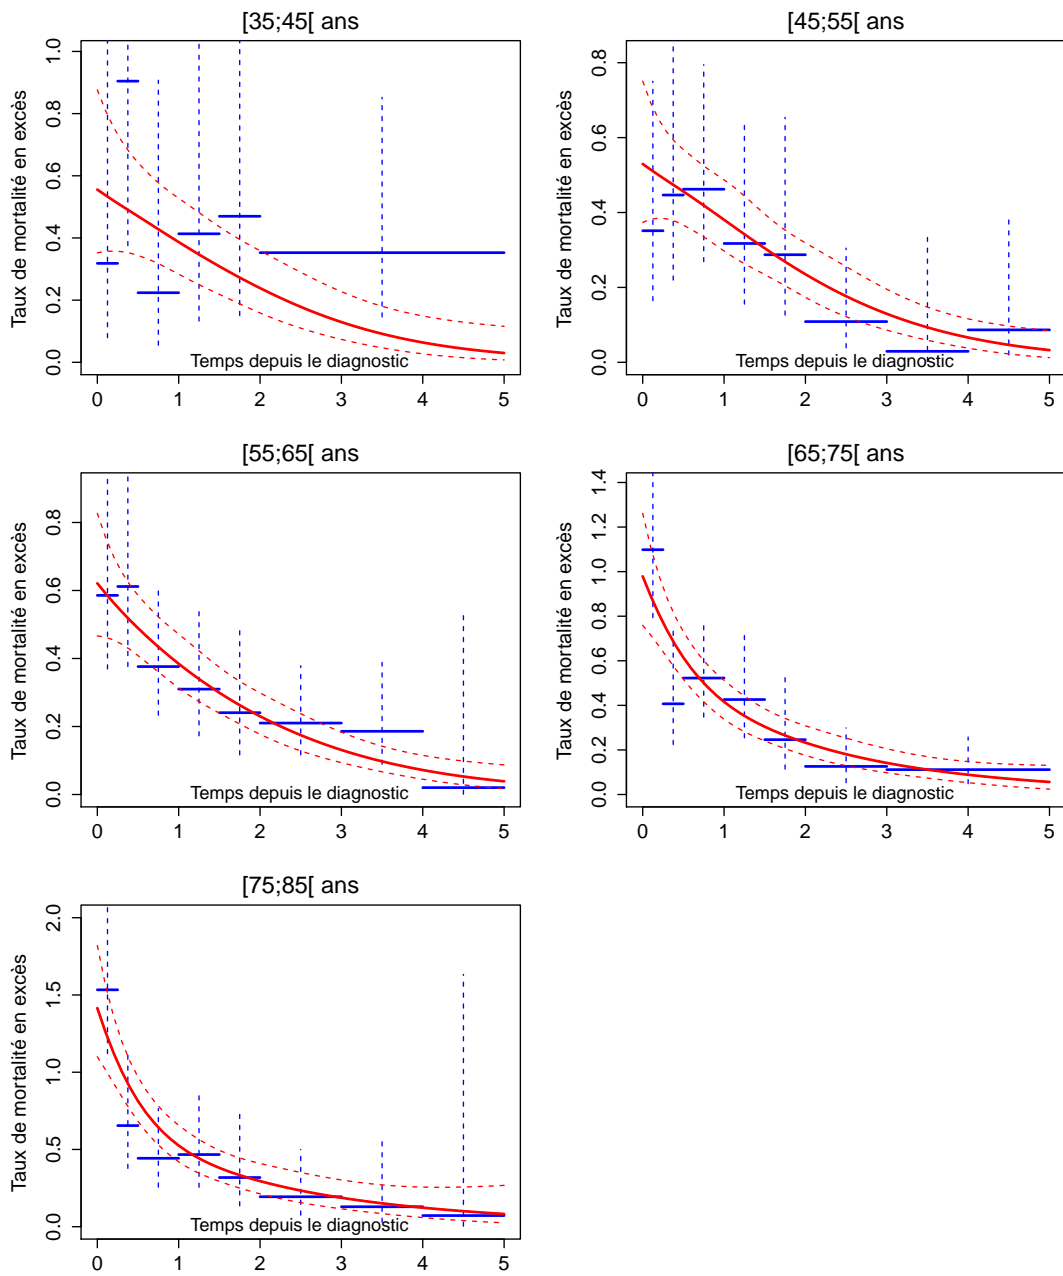 [35;45[ ans
Taux de mortalité en excès
0.0 0.2 0.4 0.6 0.8 1.0
Temps depuis le diagnostic
0 1 2 3 4 5
[45;55[ ans
Taux de mortalité en excès
0.0 0.2 0.4 0.6 0.8
Temps depuis le diagnostic
0 1 2 3 4 5
[55;65[ ans
Taux de mortalité en excès
0.0 0.2 0.4 0.6 0.8
Temps depuis le diagnostic
0 1 2 3 4 5
[65;75[ ans
Taux de mortalité en excès
0.0 0.2 0.4 0.6 0.8 1.0 1.2 1.4
Temps depuis le diagnostic
0 1 2 3 4 5
[75;85[ ans
Taux de mortalité en excès
0.0 0.5 1.0 1.5 2.0
Temps depuis le diagnostic
0 1 2 3 4 5